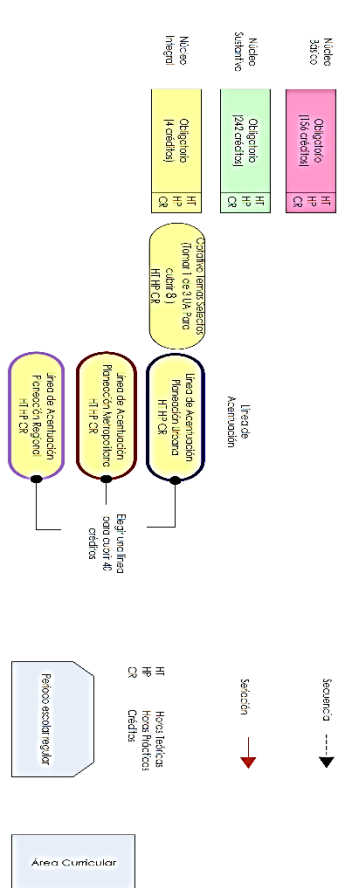 Núcleo
Básico
Obligatorio
(156 créditos)
HT
HP
CR
Núcleo
Sustantivo
Obligatorio
(242 créditos)
HT
HP
CR
Núcleo
Integral
Obligatorio
(4 créditos)
HT
HP
CR
Optativo Temas Selectos
(Tomar 1 de 3 UA Para
cubrir 8 )
HT HP CR
Línea de
Acentuación
Línea de Acentuación
Planeación Urbana
HT HP CR
Línea de Acentuación
Planeación Metropolitana
HT HP CR
Línea de Acentuación
Planeación Regional
HT HP CR
Elegir una línea
para cubrir 40
créditos
Secuencia
Seriación
HT Horas Teóricas
HP Horas Prácticas
CR Créditos
Período escolar regular
Área Curricular